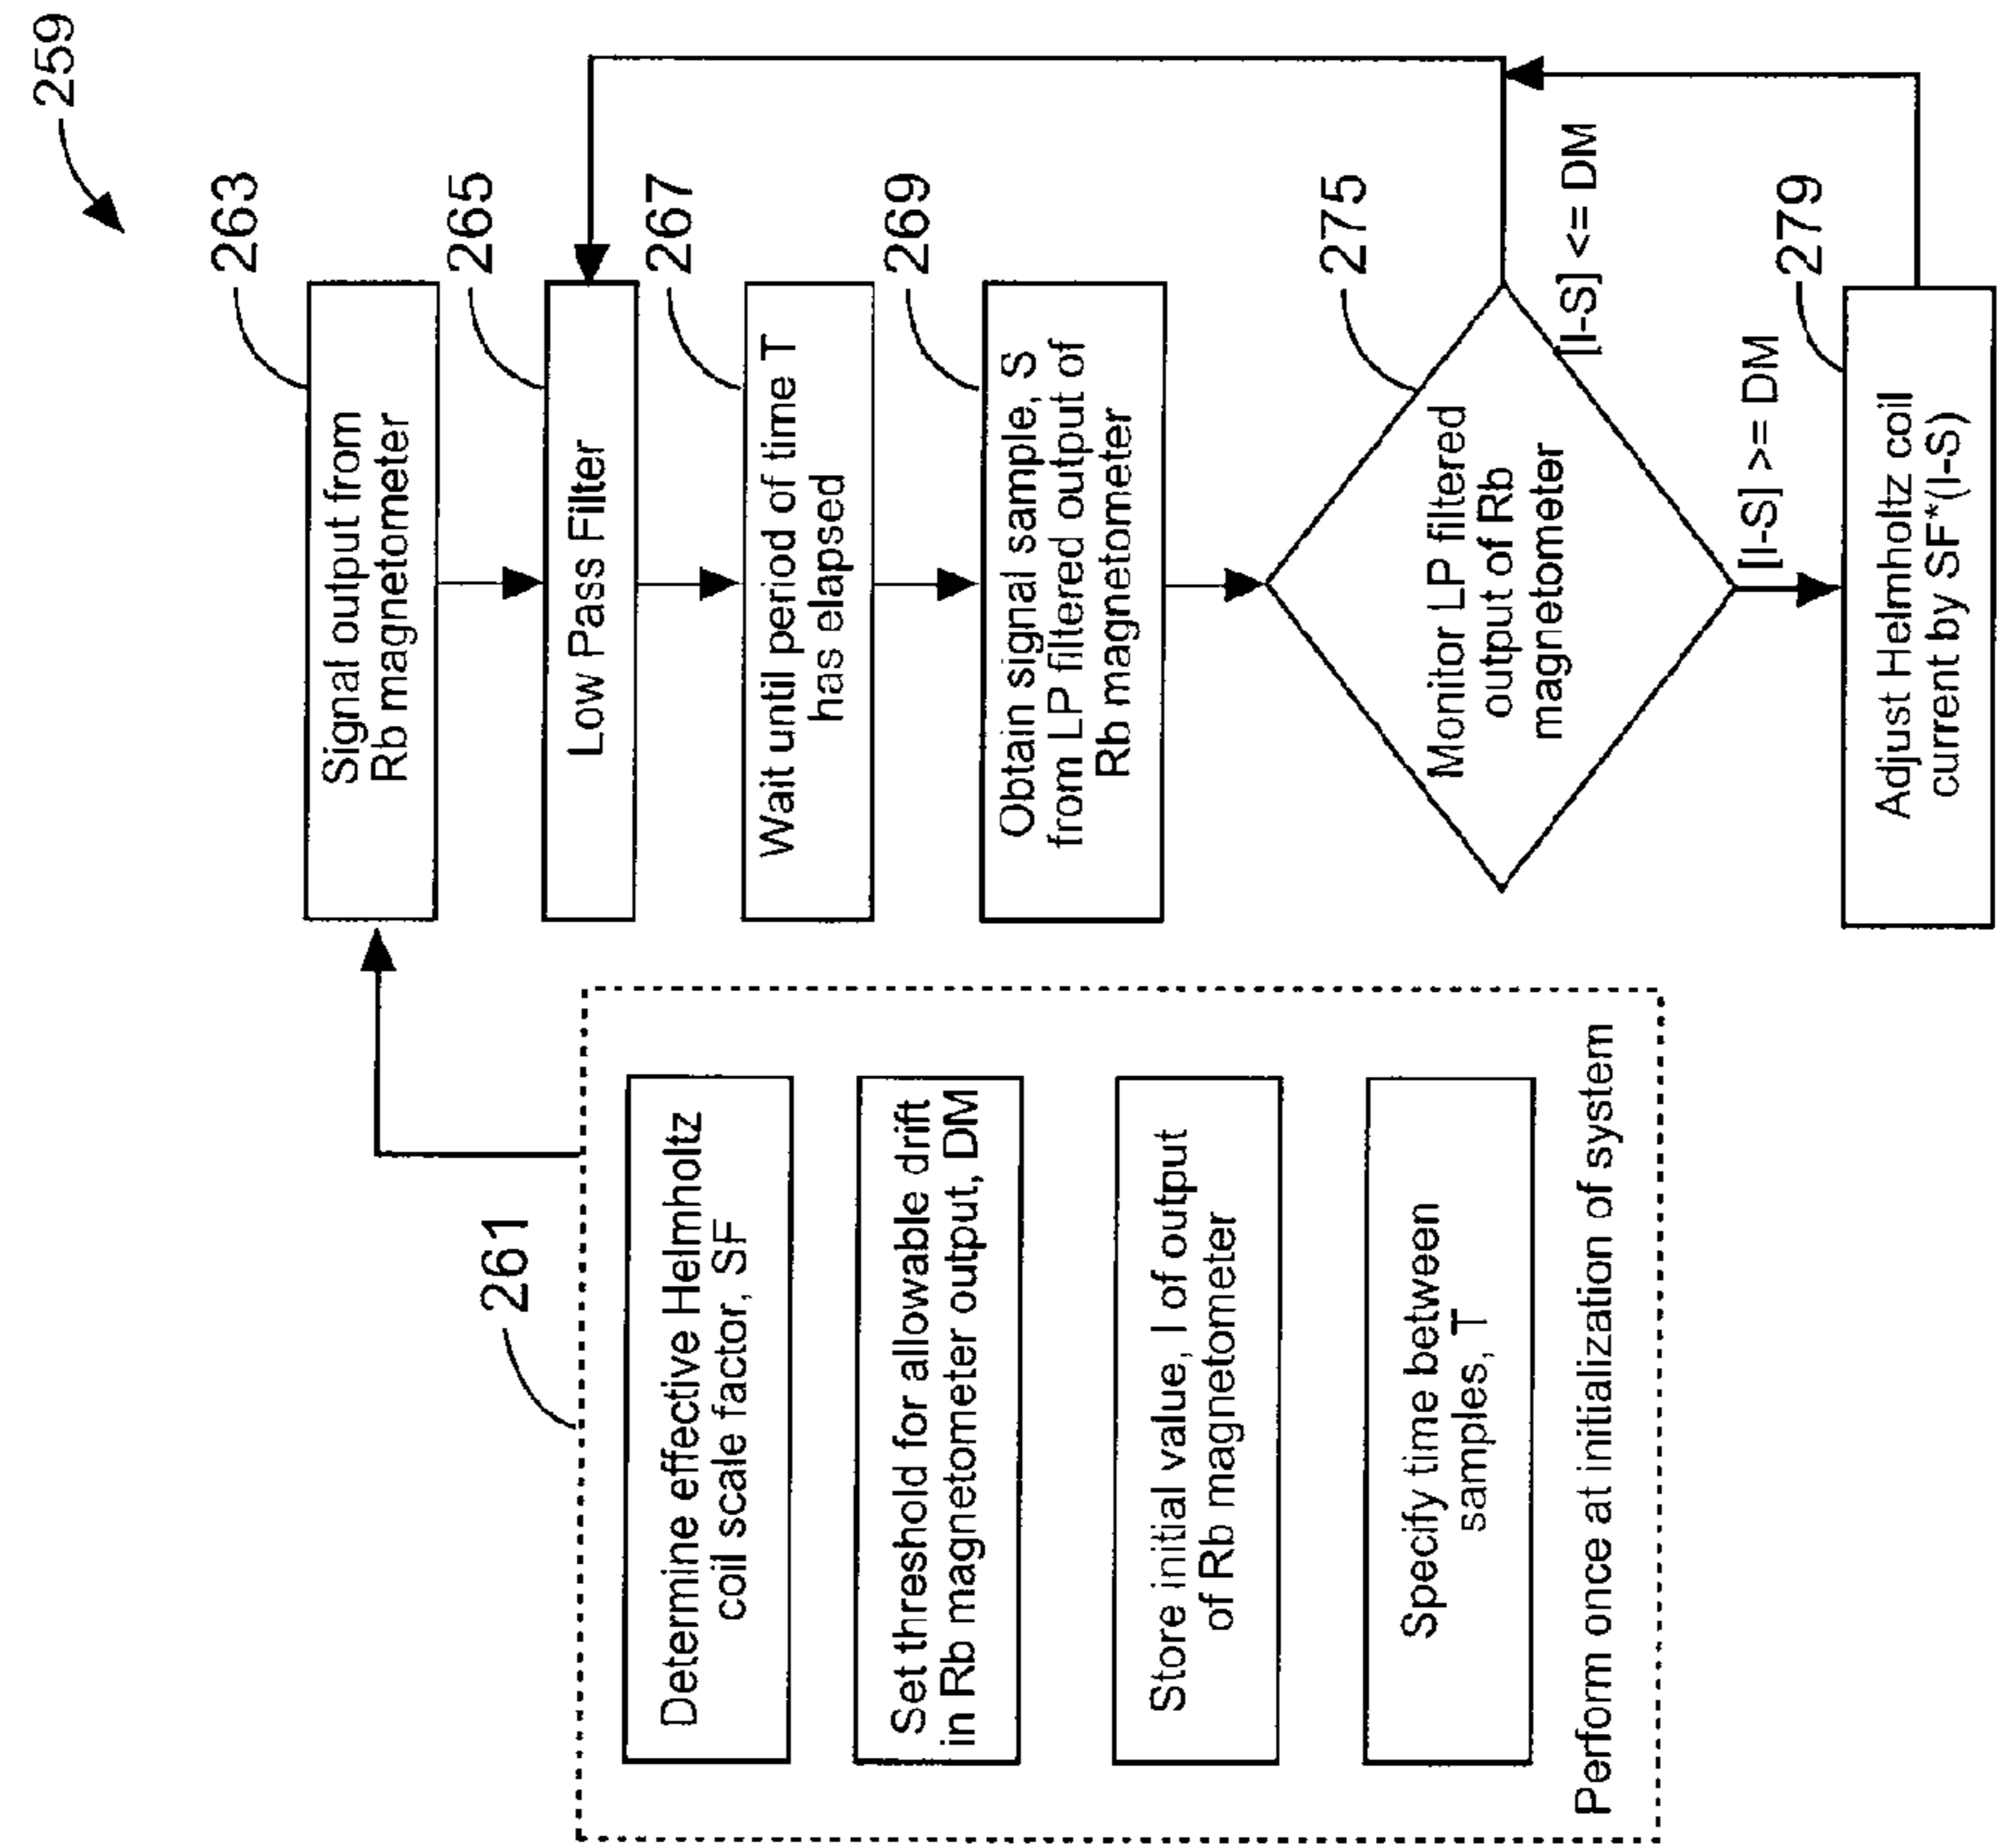 259
261
Determine effective Helmholtz
coil scale factor, SF
Set threshold for allowable drift
in Rb magnetometer output, DM
Store initial value, I of output
of Rb magnetometer
Specify time between
samples, T
Perform once at initialization of system
263
Signal output from
Rb magnetometer
265
Low Pass Filter
267
Wait until period of time T
has elapsed
269
Obtain signal sample, S
from LP filtered output of
Rb magnetometer
275
Monitor LP filtered
output of Rb
magnetometer
[I-S] <= DM
[I-S] >= DM
279
Adjust Helmholtz coil
current by SF*(I-S)